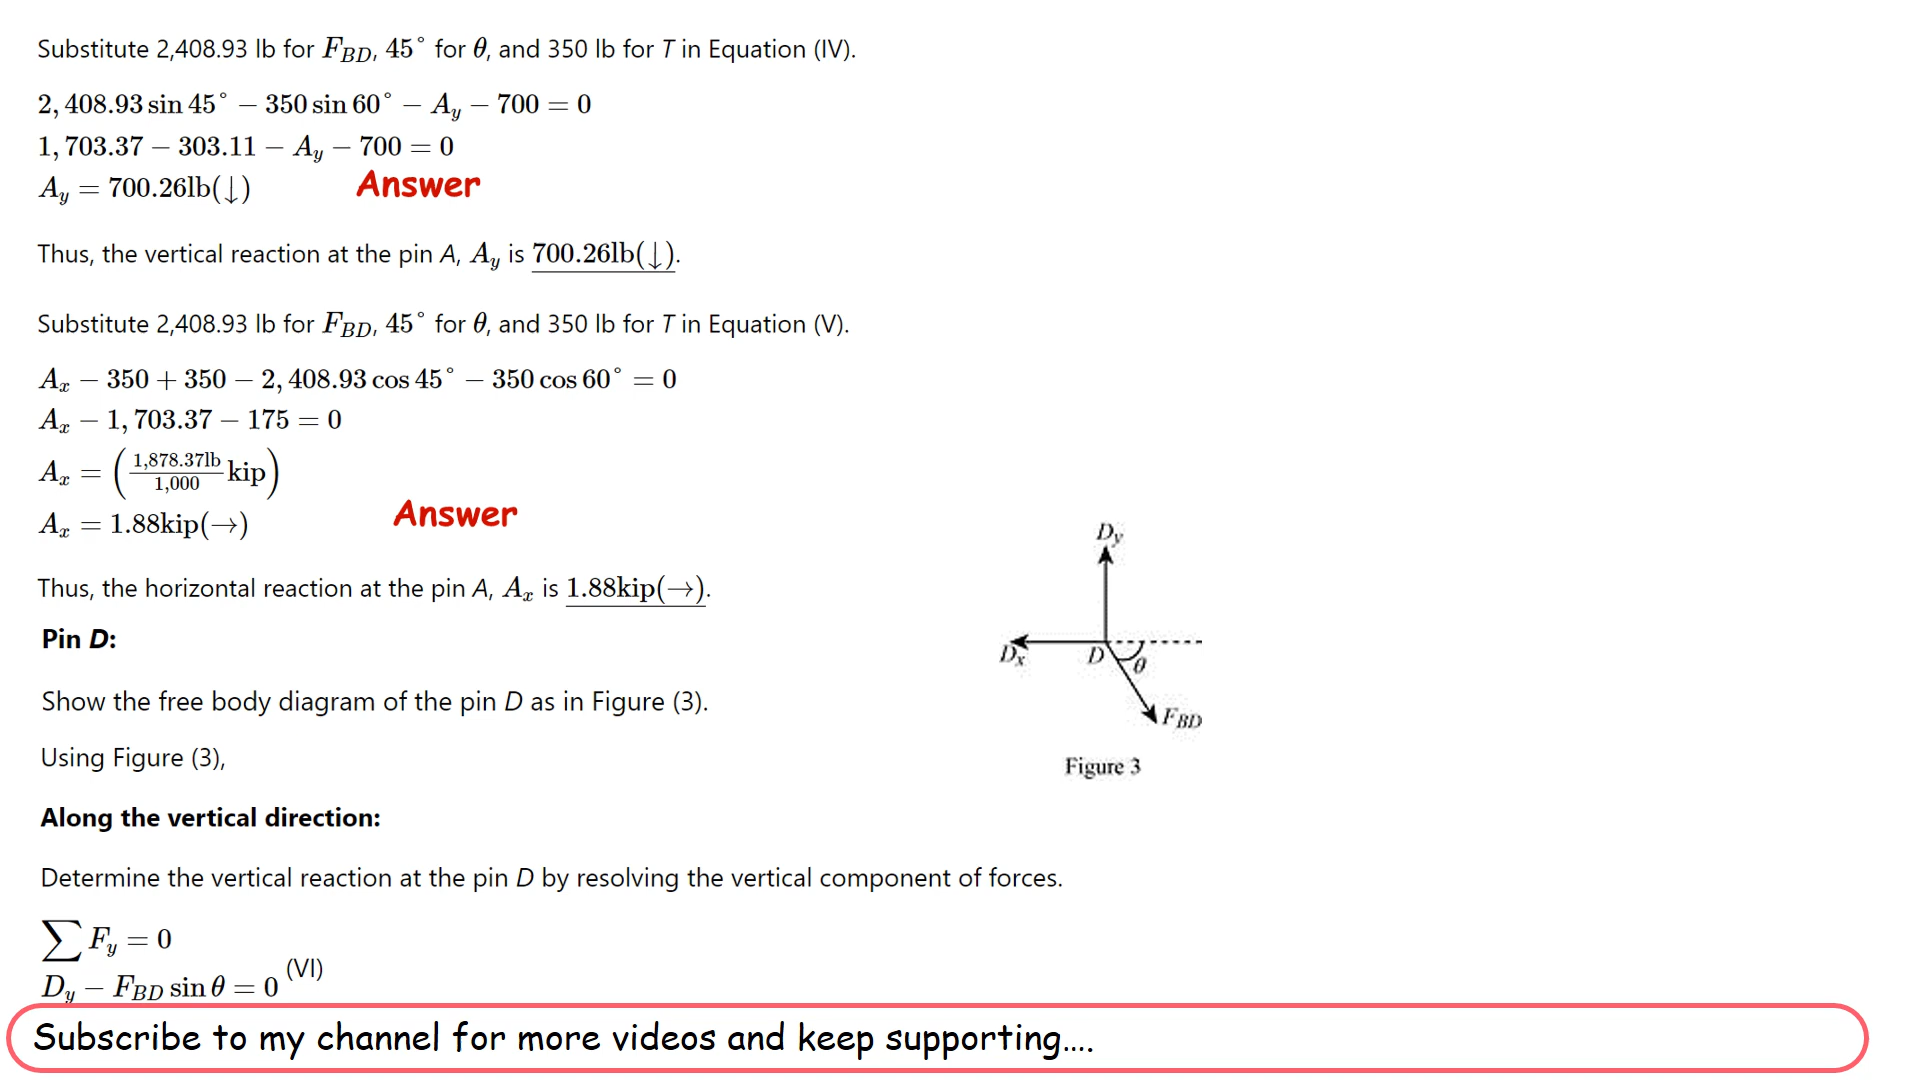 Substitute 2,408.93 lb for F_BD, 45° for θ, and 350 lb for T in Equation (IV).
2,408.93 sin 45° − 350 sin 60° − A_y − 700 = 0
1,703.37 − 303.11 − A_y − 700 = 0
A_y = 700.26lb(↓) Answer
Thus, the vertical reaction at the pin A, A_y is 700.26lb(↓).
Substitute 2,408.93 lb for F_BD, 45° for θ, and 350 lb for T in Equation (V).
A_x − 350 + 350 − 2,408.93 cos 45° − 350 cos 60° = 0
A_x − 1,703.37 − 175 = 0
A_x = (1,878.37lb/1,000 kip)
A_x = 1.88kip(→) Answer
Thus, the horizontal reaction at the pin A, A_x is 1.88kip(→).
Pin D:
Show the free body diagram of the pin D as in Figure (3).
Using Figure (3),
D_y
D_x D θ
F_BD
Figure 3
Along the vertical direction:
Determine the vertical reaction at the pin D by resolving the vertical component of forces.
∑ F_y = 0
D_y − F_BD sin θ = 0 (VI)
Subscribe to my channel for more videos and keep supporting....